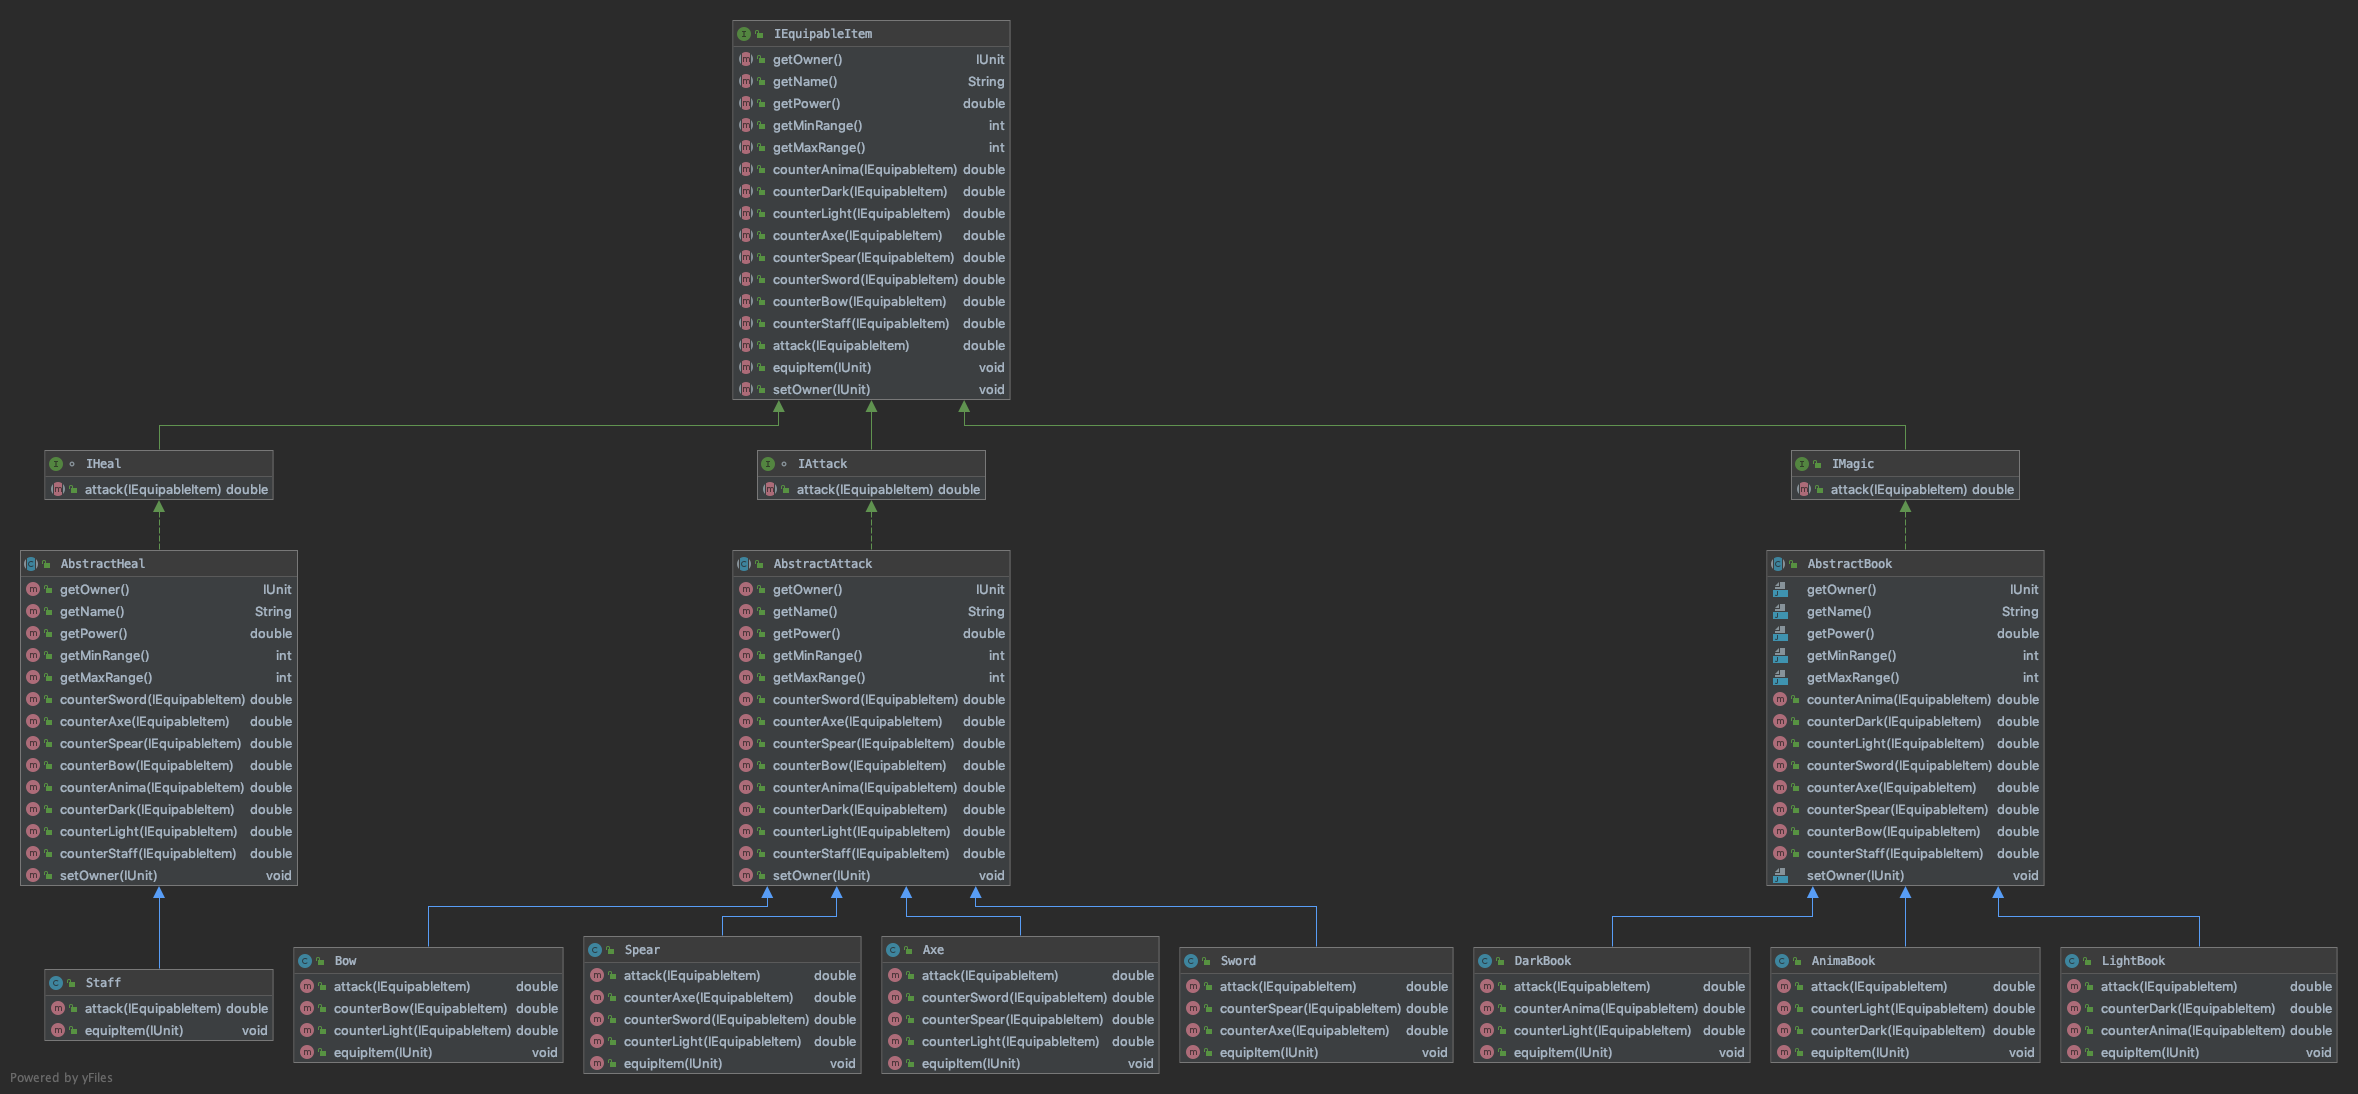 IEquipableItem
getOwner() IUnit
getName() String
getPower() double
getMinRange() int
getMaxRange() int
counterAnima(IEquipableItem) double
counterDark(IEquipableItem) double
counterLight(IEquipableItem) double
counterAxe(IEquipableItem) double
counterSpear(IEquipableItem) double
counterSword(IEquipableItem) double
counterBow(IEquipableItem) double
counterStaff(IEquipableItem) double
attack(IEquipableItem) double
equipItem(IUnit) void
setOwner(IUnit) void
IHeal
attack(IEquipableItem) double
IAttack
attack(IEquipableItem) double
IMagic
attack(IEquipableItem) double
AbstractHeal
getOwner() IUnit
getName() String
getPower() double
getMinRange() int
getMaxRange() int
counterSword(IEquipableItem) double
counterAxe(IEquipableItem) double
counterSpear(IEquipableItem) double
counterBow(IEquipableItem) double
counterAnima(IEquipableItem) double
counterDark(IEquipableItem) double
counterLight(IEquipableItem) double
counterStaff(IEquipableItem) double
setOwner(IUnit) void
AbstractAttack
getOwner() IUnit
getName() String
getPower() double
getMinRange() int
getMaxRange() int
counterSword(IEquipableItem) double
counterAxe(IEquipableItem) double
counterSpear(IEquipableItem) double
counterBow(IEquipableItem) double
counterAnima(IEquipableItem) double
counterDark(IEquipableItem) double
counterLight(IEquipableItem) double
counterStaff(IEquipableItem) double
setOwner(IUnit) void
AbstractBook
getOwner() IUnit
getName() String
getPower() double
getMinRange() int
getMaxRange() int
counterAnima(IEquipableItem) double
counterDark(IEquipableItem) double
counterLight(IEquipableItem) double
counterSword(IEquipableItem) double
counterAxe(IEquipableItem) double
counterSpear(IEquipableItem) double
counterBow(IEquipableItem) double
counterStaff(IEquipableItem) double
setOwner(IUnit) void
Staff
attack(IEquipableItem) double
equipItem(IUnit) void
Bow
attack(IEquipableItem) double
counterBow(IEquipableItem) double
counterLight(IEquipableItem) double
equipItem(IUnit) void
Spear
attack(IEquipableItem) double
counterAxe(IEquipableItem) double
counterSword(IEquipableItem) double
counterLight(IEquipableItem) double
equipItem(IUnit) void
Axe
attack(IEquipableItem) double
counterSword(IEquipableItem) double
counterSpear(IEquipableItem) double
counterLight(IEquipableItem) double
equipItem(IUnit) void
Sword
attack(IEquipableItem) double
counterSpear(IEquipableItem) double
counterAxe(IEquipableItem) double
equipItem(IUnit) void
DarkBook
attack(IEquipableItem) double
counterAnima(IEquipableItem) double
counterLight(IEquipableItem) double
equipItem(IUnit) void
AnimaBook
attack(IEquipableItem) double
counterLight(IEquipableItem) double
counterDark(IEquipableItem) double
equipItem(IUnit) void
LightBook
attack(IEquipableItem) double
counterDark(IEquipableItem) double
counterAnima(IEquipableItem) double
equipItem(IUnit) void
Powered by yFiles